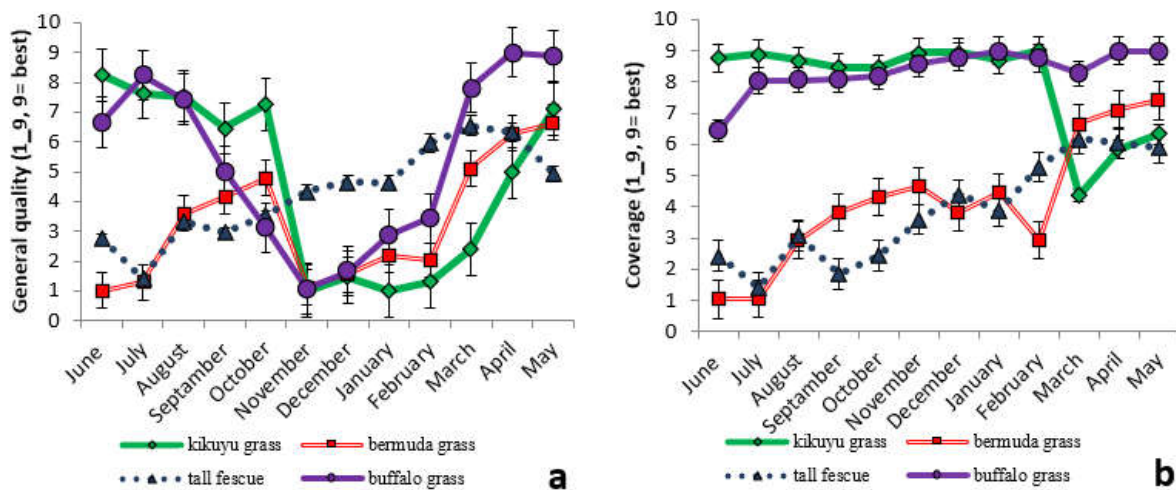 General quality (1_9, 9= best)
10
9
8
7
6
5
4
3
2
1
0
June
July
August
September
October
November
December
January
February
March
April
May
kikuyu grass
bermuda grass
tall fescue
buffalo grass
a
Coverage (1_9, 9= best)
10
9
8
7
6
5
4
3
2
1
0
June
July
August
September
October
November
December
January
February
March
April
May
kikuyu grass
bermuda grass
tall fescue
buffalo grass
b